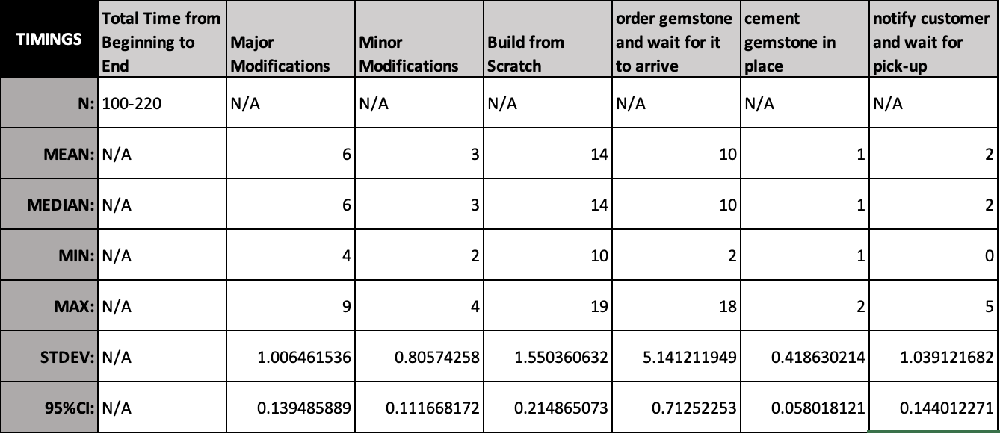 TIMINGS
Total Time from Beginning to End
Major Modifications
Minor Modifications
Build from Scratch
order gemstone and wait for it to arrive
cement gemstone in place
notify customer and wait for pick-up
N: 100-220 N/A N/A N/A N/A N/A N/A
MEAN: N/A 6 3 14 10 1 2
MEDIAN: N/A 6 3 14 10 1 2
MIN: N/A 4 2 10 2 1 0
MAX: N/A 9 4 19 18 2 5
STDEV: N/A 1.006461536 0.80574258 1.550360632 5.141211949 0.418630214 1.039121682
95%CI: N/A 0.139485889 0.111668172 0.214865073 0.71252253 0.058018121 0.144012271